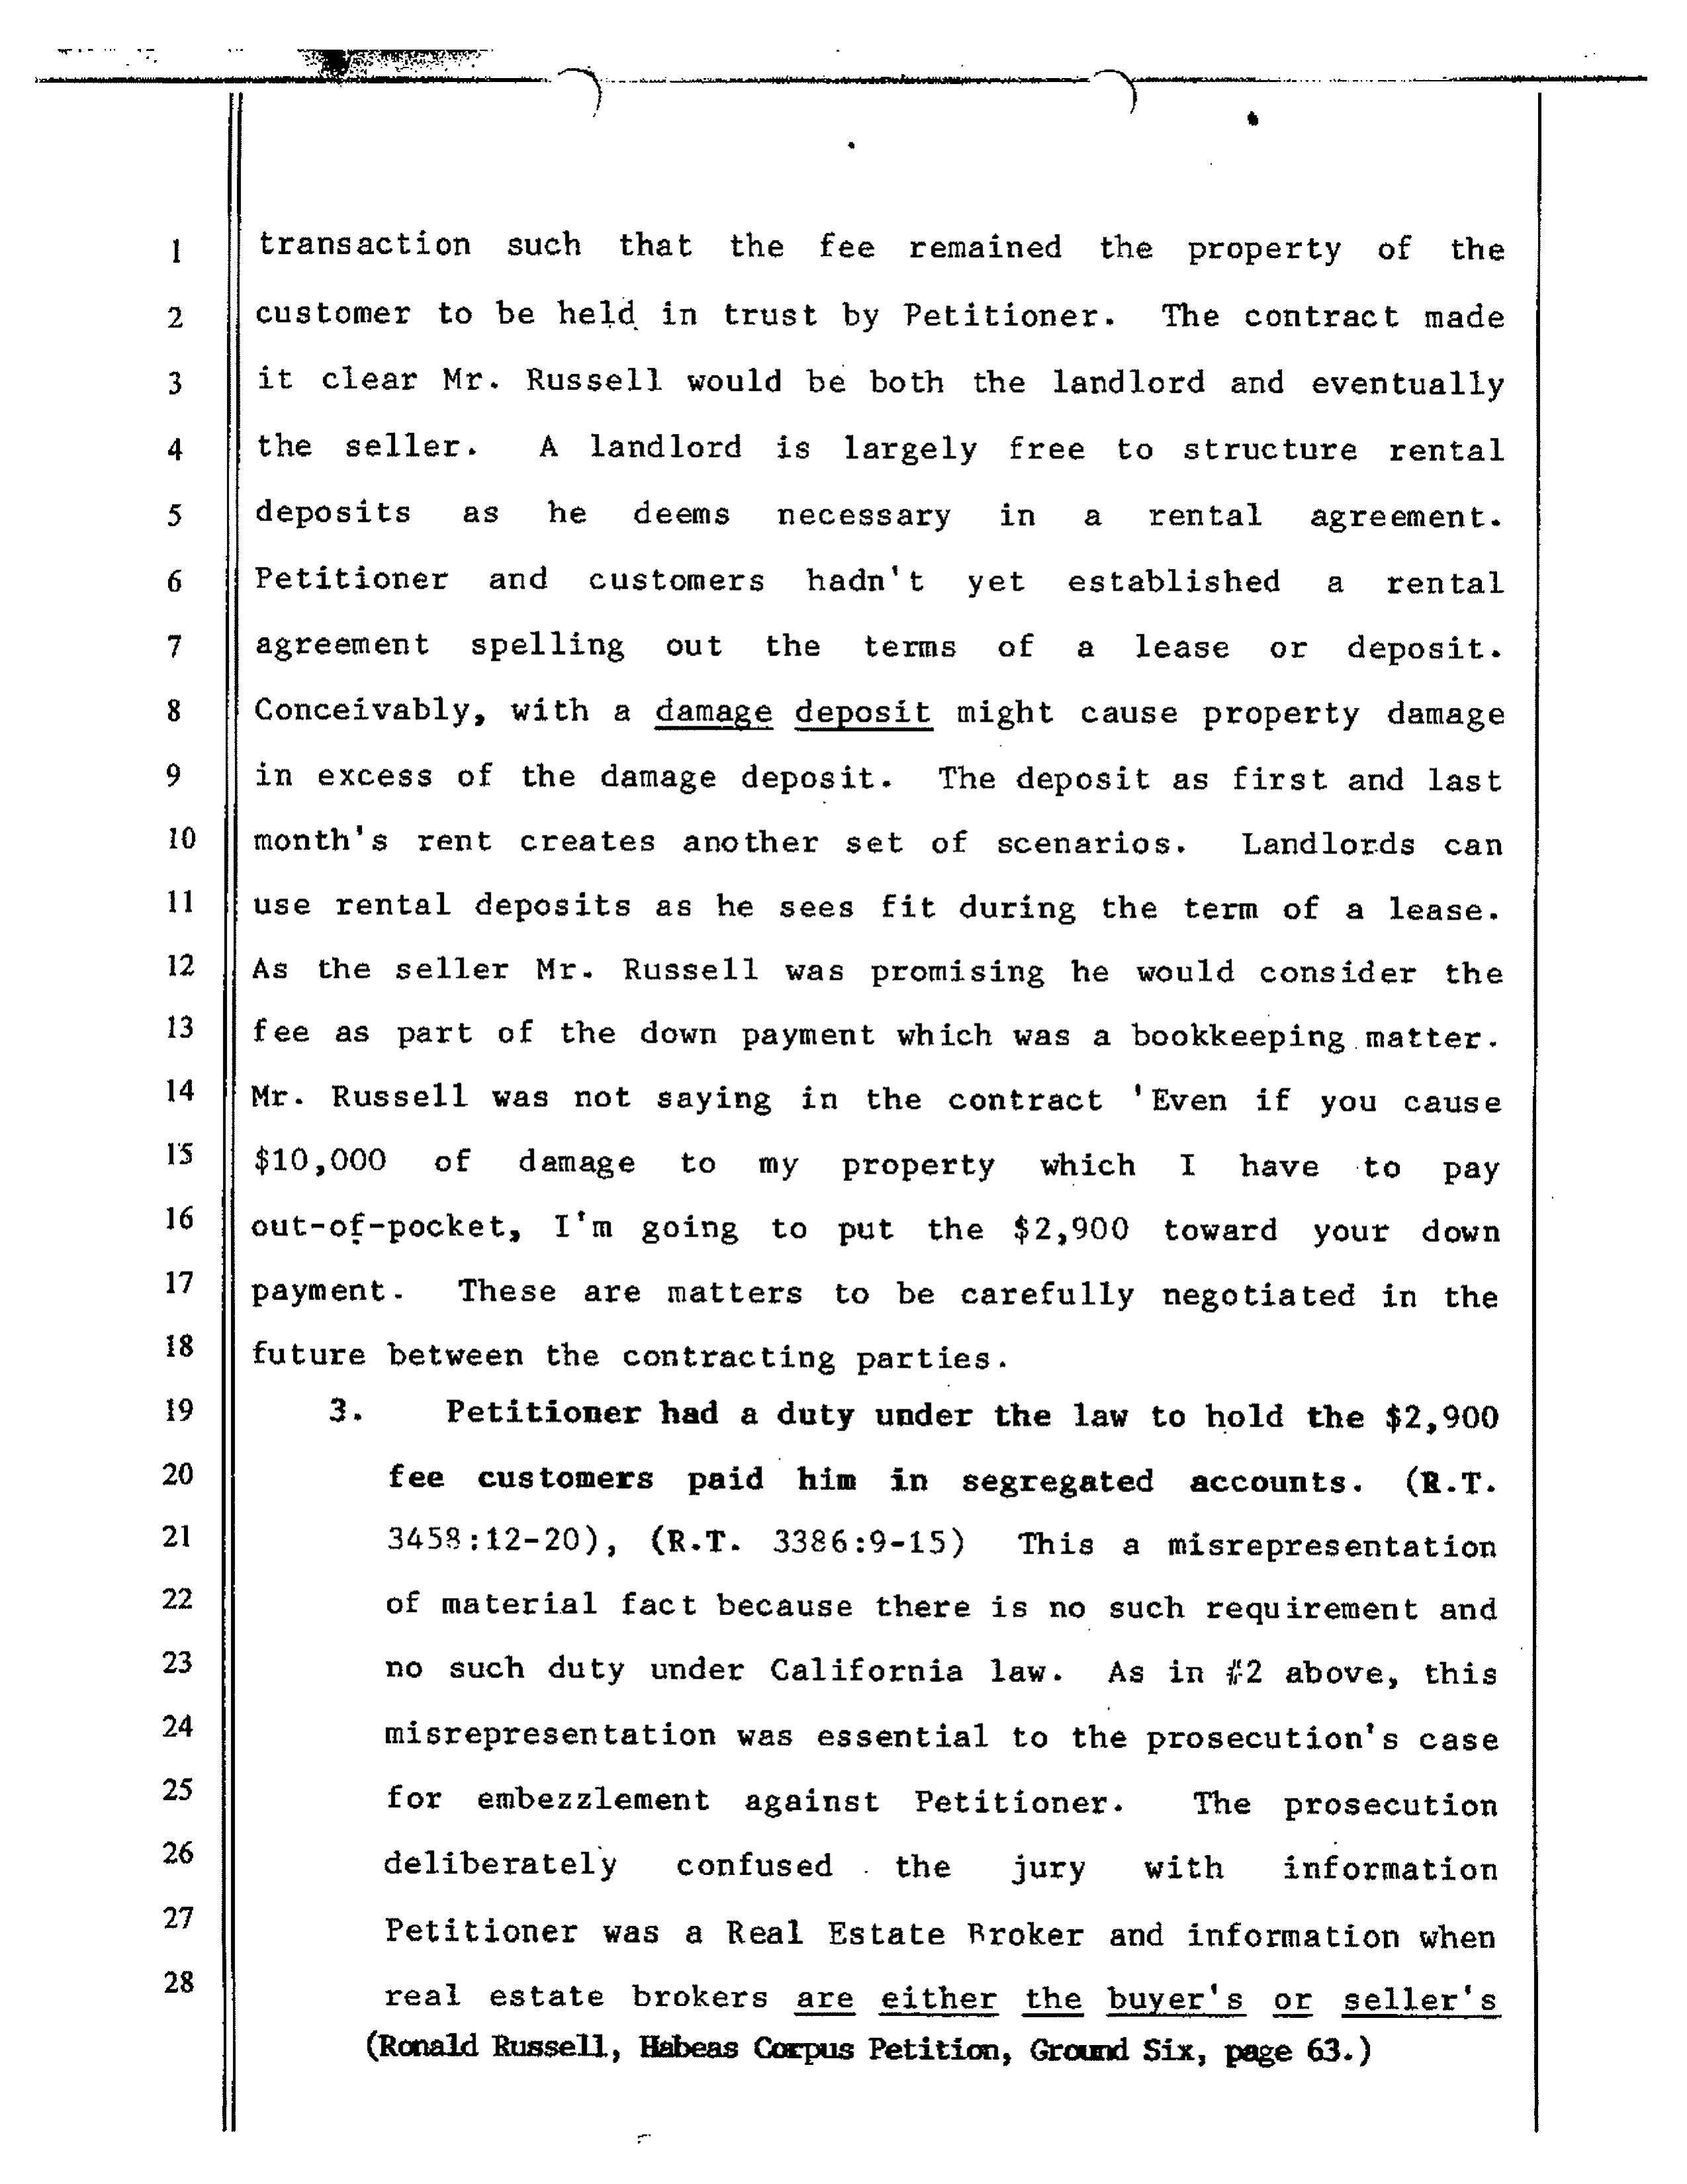 1 transaction such that the fee remained the property of the
2 customer to be held in trust by Petitioner. The contract made
3 it clear Mr. Russell would be both the landlord and eventually
4 the seller. A landlord is largely free to structure rental
5 deposits as he deems necessary in a rental agreement.
6 Petitioner and customers hadn't yet established a rental
7 agreement spelling out the terms of a lease or deposit.
8 Conceivably, with a damage deposit might cause property damage
9 in excess of the damage deposit. The deposit as first and last
10 month's rent creates another set of scenarios. Landlords can
11 use rental deposits as he sees fit during the term of a lease.
12 As the seller Mr. Russell was promising he would consider the
13 fee as part of the down payment which was a bookkeeping matter.
14 Mr. Russell was not saying in the contract 'Even if you cause
15 $10,000 of damage to my property which I have to pay
16 out-of-pocket, I'm going to put the $2,900 toward your down
17 payment. These are matters to be carefully negotiated in the
18 future between the contracting parties.
19 3. Petitioner had a duty under the law to hold the $2,900
20 fee customers paid him in segregated accounts. (R.T.
21 3458:12-20), (R.T. 3386:9-15) This a misrepresentation
22 of material fact because there is no such requirement and
23 no such duty under California law. As in #2 above, this
24 misrepresentation was essential to the prosecution's case
25 for embezzlement against Petitioner. The prosecution
26 deliberately confused the jury with information
27 Petitioner was a Real Estate Broker and information when
28 real estate brokers are either the buyer's or seller's
(Ronald Russell, Habeas Corpus Petition, Ground Six, page 63.)